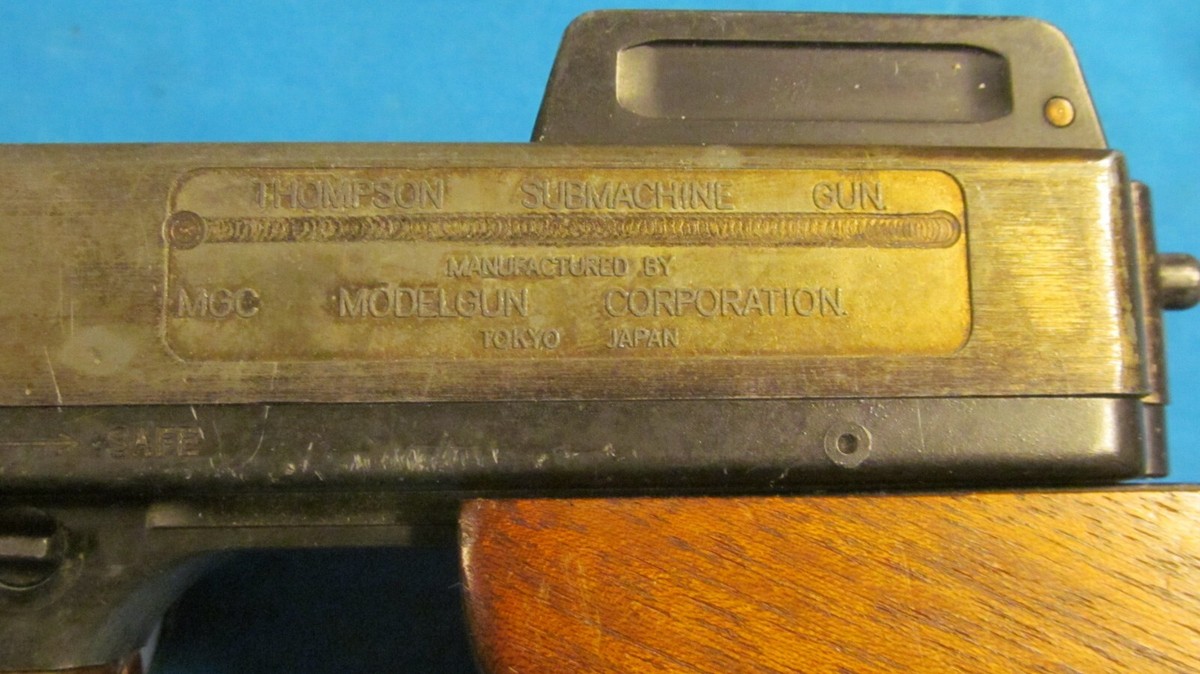 THOMPSON SUBMACHINE GUN.
MANUFACTURED BY
MGC MODELGUN CORPORATION.
TOKYO JAPAN
SAFE